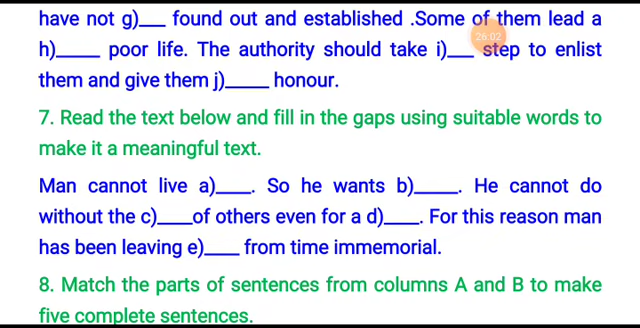 have not g)___ found out and established .Some of them lead a
h)_____ poor life. The authority should take i)___ step to enlist
them and give them j)_____ honour.
26:02
7. Read the text below and fill in the gaps using suitable words to
make it a meaningful text.
Man cannot live a)____. So he wants b)_____. He cannot do
without the c)____of others even for a d)____. For this reason man
has been leaving e)____ from time immemorial.
8. Match the parts of sentences from columns A and B to make
five complete sentences.